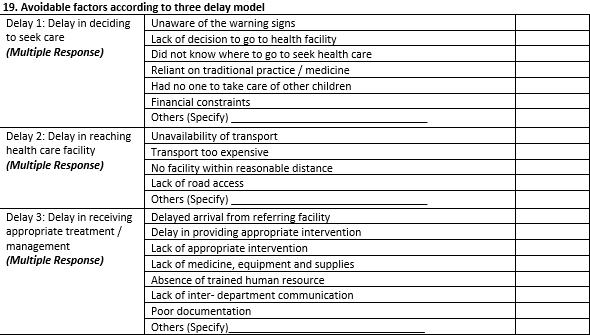 19. Avoidable factors according to three delay model
Delay 1: Delay in deciding
to seek care
(Multiple Response)
Unaware of the warning signs
Lack of decision to go to health facility
Did not know where to go to seek health care
Reliant on traditional practice / medicine
Had no one to take care of other children
Financial constraints
Others (Specify) ______________________________
Delay 2: Delay in reaching
health care facility
(Multiple Response)
Unavailability of transport
Transport too expensive
No facility within reasonable distance
Lack of road access
Others (Specify) ______________________________
Delay 3: Delay in receiving
appropriate treatment /
management
(Multiple Response)
Delayed arrival from referring facility
Delay in providing appropriate intervention
Lack of appropriate intervention
Lack of medicine, equipment and supplies
Absence of trained human resource
Lack of inter- department communication
Poor documentation
Others (Specify)______________________________